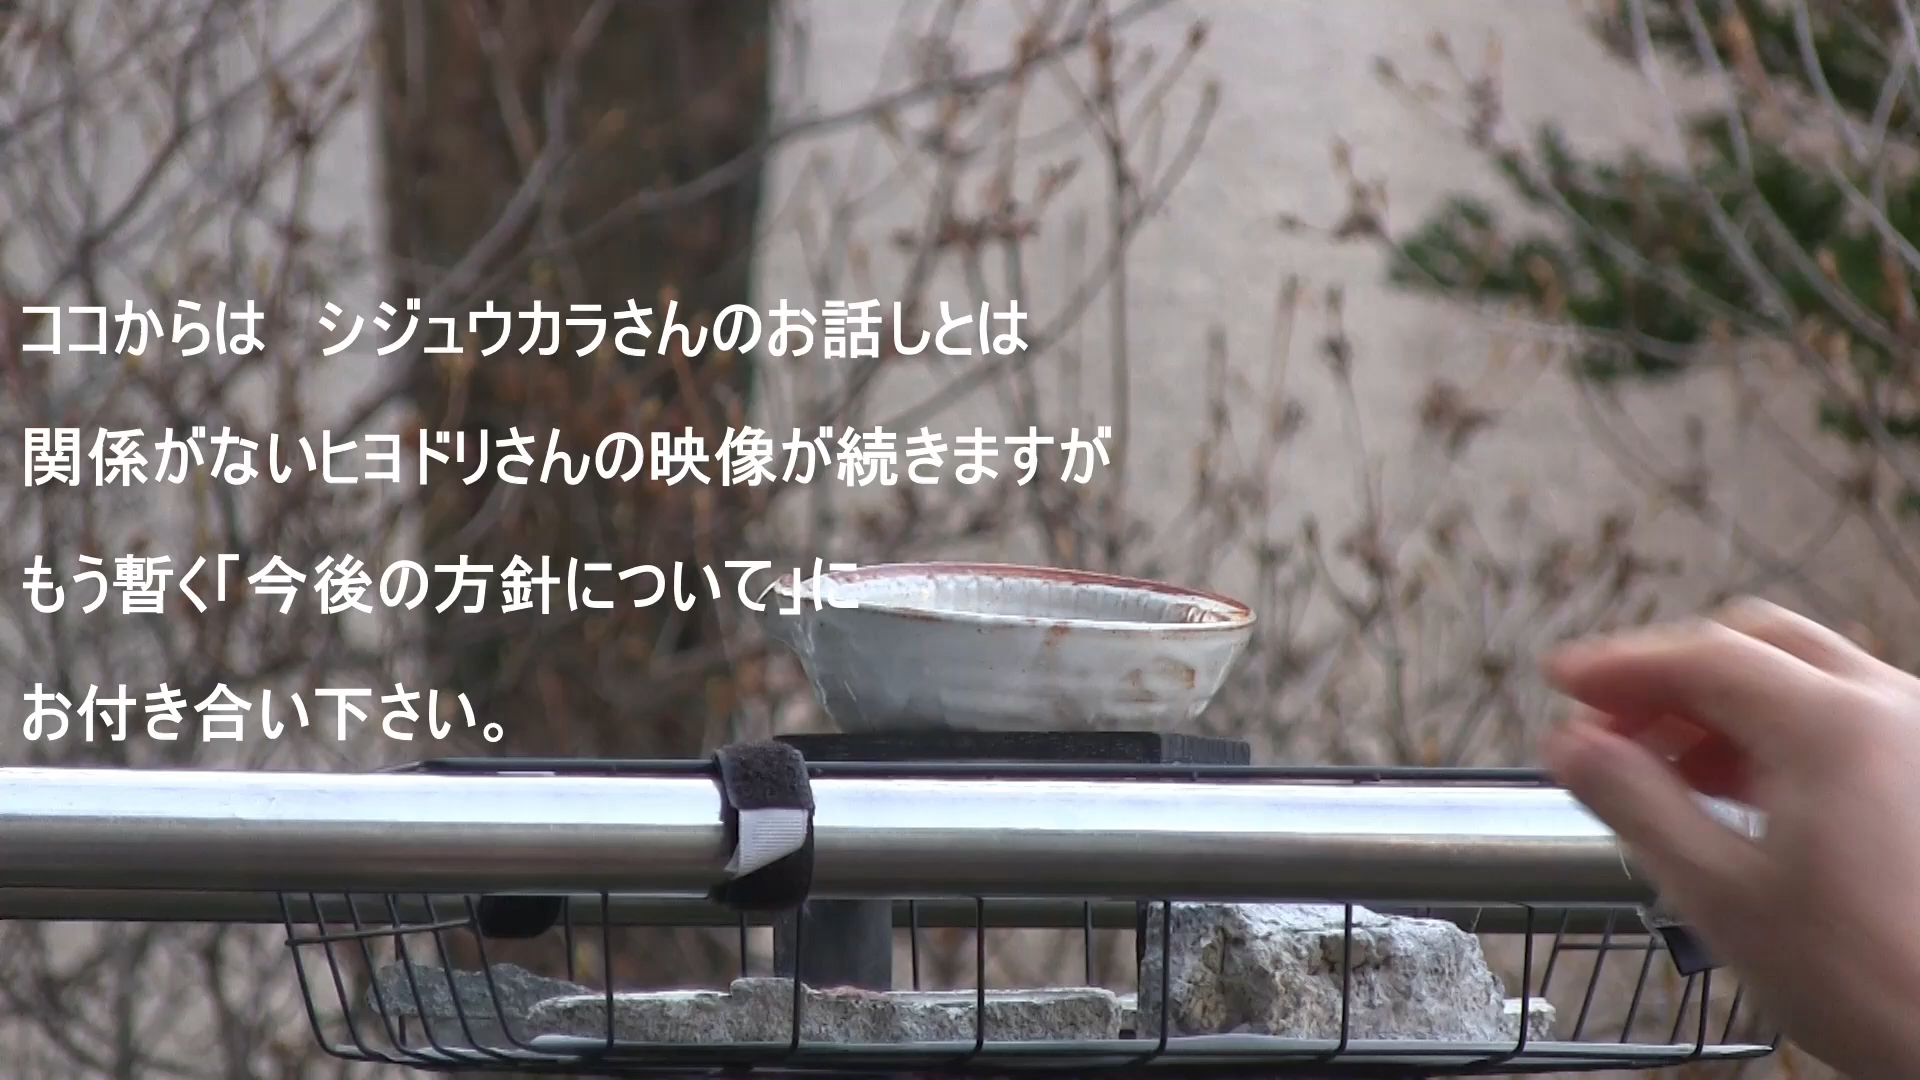 ココからは　シジュウカラさんのお話しとは
関係がないヒヨドリさんの映像が続きますが
もう暫く「今後の方針について」に
お付き合い下さい。